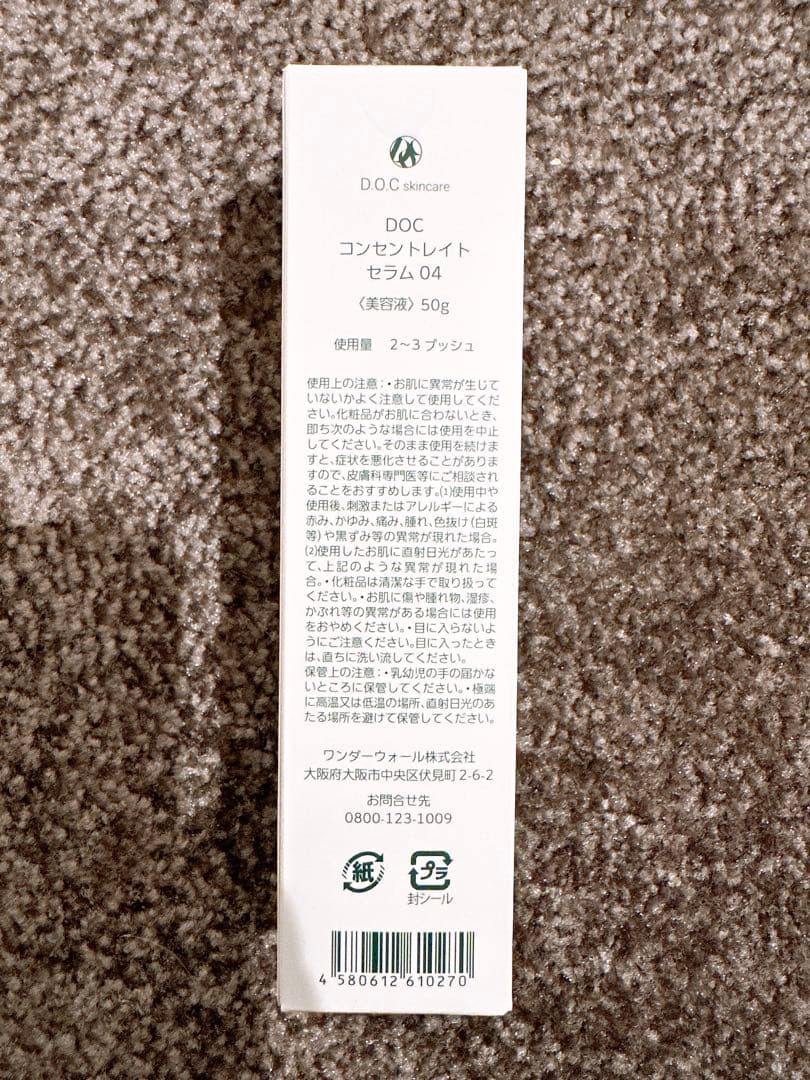 D.O.C skincare
DOC
コンセントレイト
セラム 04
〈美容液〉50g
使用量 2～3 プッシュ
使用上の注意：・お肌に異常が生じて
いないかよく注意して使用してくだ
さい。化粧品がお肌に合わないとき、
即ち次のような場合には使用を中止
してください。そのまま使用を続けま
すと、症状を悪化させることがありま
すので、皮膚科専門医等にご相談され
ることをおすすめします。(1)使用中や
使用後、刺激またはアレルギーによる
赤み、かゆみ、痛み、腫れ、色抜け（白斑
等）や黒ずみ等の異常が現れた場合。
(2)使用したお肌に直射日光があたっ
て、上記のような異常が現れた場
合。・化粧品は清潔な手で取り扱って
ください。・お肌に傷や腫れ物、湿疹、
かぶれ等の異常がある場合には使用
をおやめください。・目に入らないよ
うにご注意ください。目に入ったとき
は、直ちに洗い流してください。
保管上の注意：・乳幼児の手の届かな
いところに保管してください。・極端
に高温又は低温の場所、直射日光のあ
たる場所を避けて保管してください。
ワンダーウォール株式会社
大阪府大阪市中央区伏見町 2-6-2
お問合せ先
0800-123-1009
紙 プラ
封シール
4 580612 610270